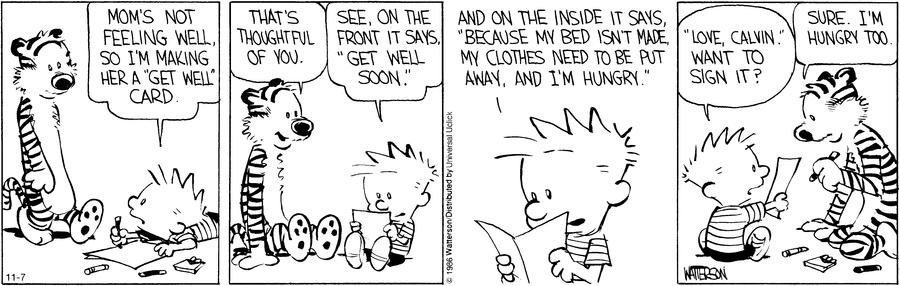 MOM'S NOT
FEELING WELL,
SO I'M MAKING
HER A "GET WELL"
CARD.
THAT'S
THOUGHTFUL
OF YOU.
SEE, ON THE
FRONT IT SAYS,
"GET WELL
SOON."
AND ON THE INSIDE IT SAYS,
"BECAUSE MY BED ISN'T MADE,
MY CLOTHES NEED TO BE PUT
AWAY, AND I'M HUNGRY."
"LOVE, CALVIN."
WANT TO
SIGN IT?
SURE. I'M
HUNGRY TOO.
11-7
© 1986 Watterson/Distributed by Universal Uclick
WATTERSON